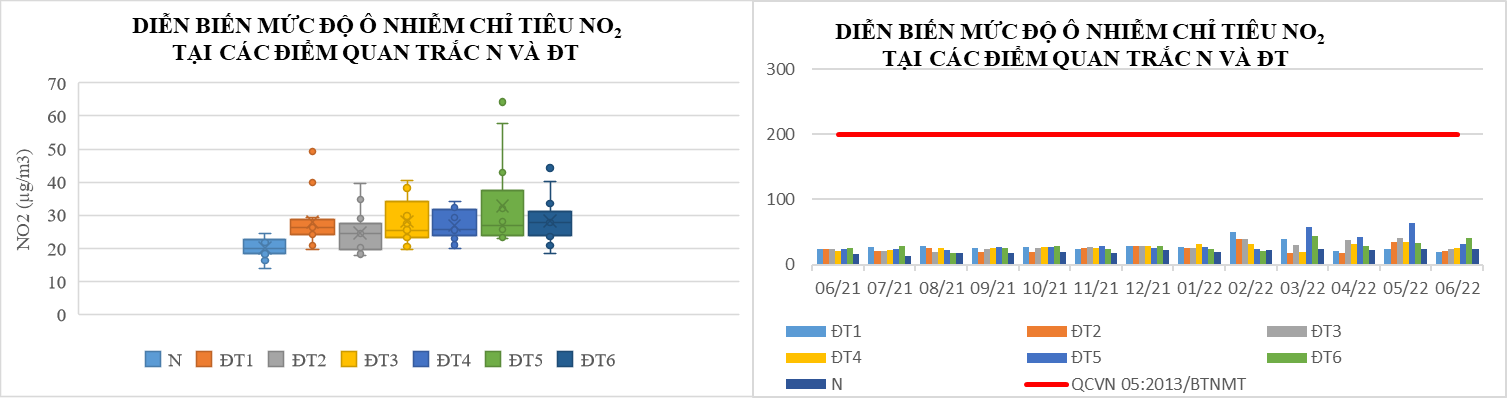 DIỄN BIẾN MỨC ĐỘ Ô NHIỄM CHỈ TIÊU NO2
TẠI CÁC ĐIỂM QUAN TRẮC N VÀ ĐT
70
60
50
40
30
20
10
0
NO2 (µg/m3)
N ĐT1 ĐT2 ĐT3 ĐT4 ĐT5 ĐT6
DIỄN BIẾN MỨC ĐỘ Ô NHIỄM CHỈ TIÊU NO2
TẠI CÁC ĐIỂM QUAN TRẮC N VÀ ĐT
300
200
100
0
06/21 07/21 08/21 09/21 10/21 11/21 12/21 01/22 02/22 03/22 04/22 05/22 06/22
ĐT1 ĐT2 ĐT3
ĐT4 ĐT5 ĐT6
N QCVN 05:2013/BTNMT